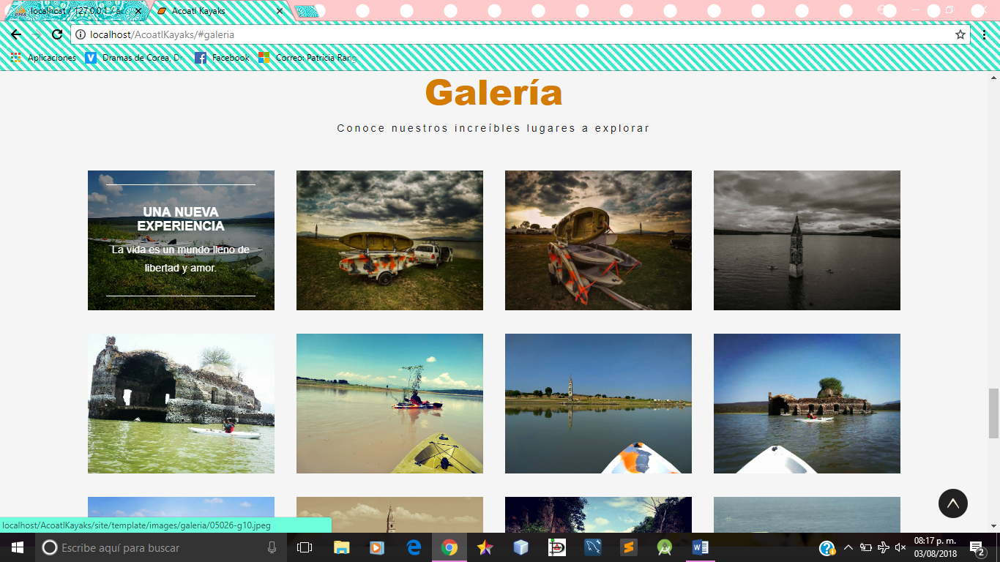 localhost / 127.0.0.1 / ac
Acoatl Kayaks
localhost/AcoatlKayaks/#galeria
Aplicaciones
Dramas de Corea, Dr
Facebook
Correo: Patricia Rang
Galería
Conoce nuestros increíbles lugares a explorar
UNA NUEVA
EXPERIENCIA
La vida es un mundo lleno de
libertad y amor.
localhost/AcoatlKayaks/site/template/images/galeria/05026-g10.jpeg
Escribe aquí para buscar
08:17 p. m.
03/08/2018
2